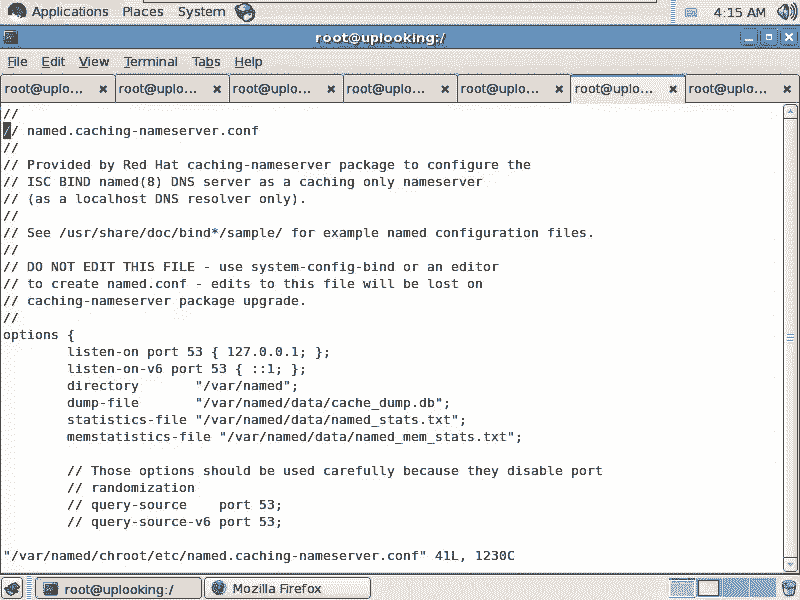 Applications Places System 4:15 AM
root@uplooking:/
File Edit View Terminal Tabs Help
root@uplo... root@uplo... root@uplo... root@uplo... root@uplo... root@uplo... root@uplo...
//
// named.caching-nameserver.conf
//
// Provided by Red Hat caching-nameserver package to configure the
// ISC BIND named(8) DNS server as a caching only nameserver
// (as a localhost DNS resolver only).
//
// See /usr/share/doc/bind*/sample/ for example named configuration files.
//
// DO NOT EDIT THIS FILE - use system-config-bind or an editor
// to create named.conf - edits to this file will be lost on
// caching-nameserver package upgrade.
//
options {
        listen-on port 53 { 127.0.0.1; };
        listen-on-v6 port 53 { ::1; };
        directory       "/var/named";
        dump-file       "/var/named/data/cache_dump.db";
        statistics-file "/var/named/data/named_stats.txt";
        memstatistics-file "/var/named/data/named_mem_stats.txt";
        // Those options should be used carefully because they disable port
        // randomization
        // query-source    port 53;
        // query-source-v6 port 53;
"/var/named/chroot/etc/named.caching-nameserver.conf" 41L, 1230C
root@uplooking:/ Mozilla Firefox